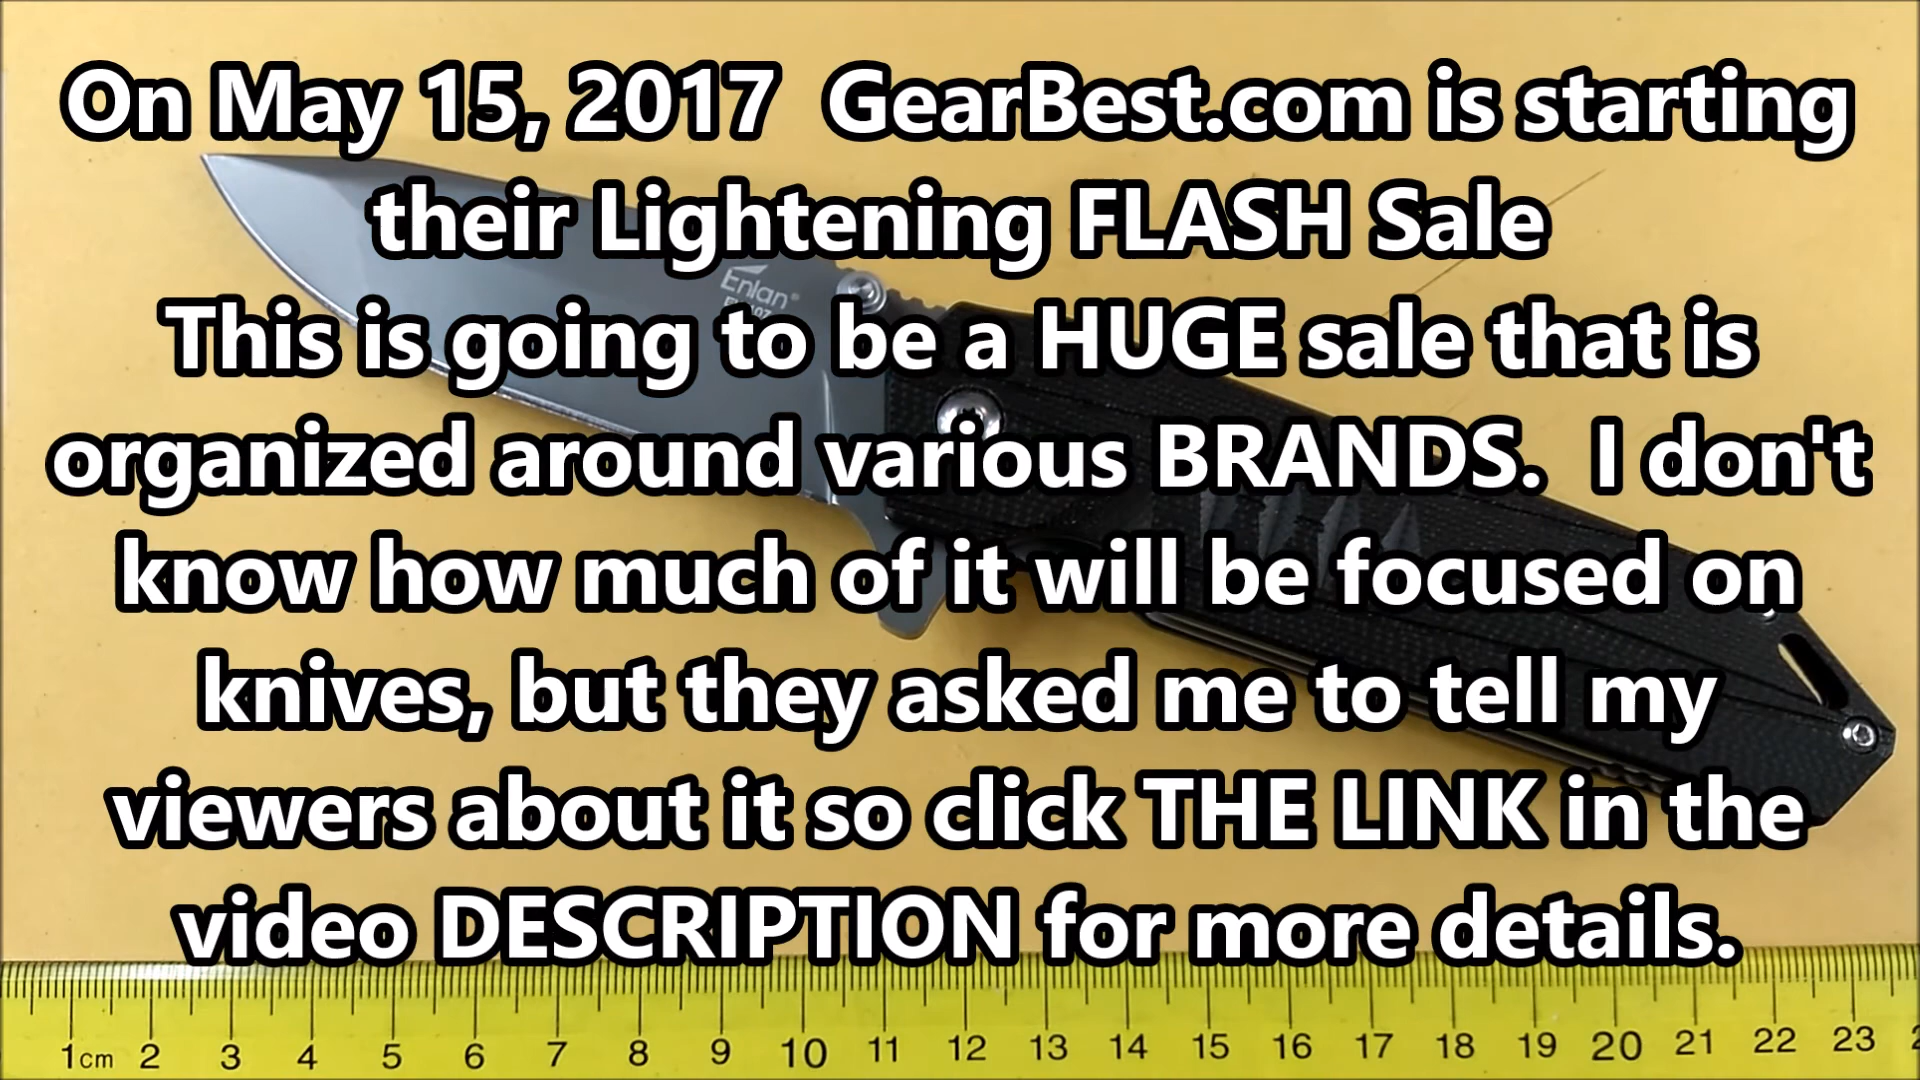 On May 15, 2017  GearBest.com is starting
their Lightening FLASH Sale
Enlan®
This is going to be a HUGE sale that is
organized around various BRANDS.  I don't
know how much of it will be focused on
knives, but they asked me to tell my
viewers about it so click THE LINK in the
video DESCRIPTION for more details.
1cm 2 3 4 5 6 7 8 9 10 11 12 13 14 15 16 17 18 19 20 21 22 23